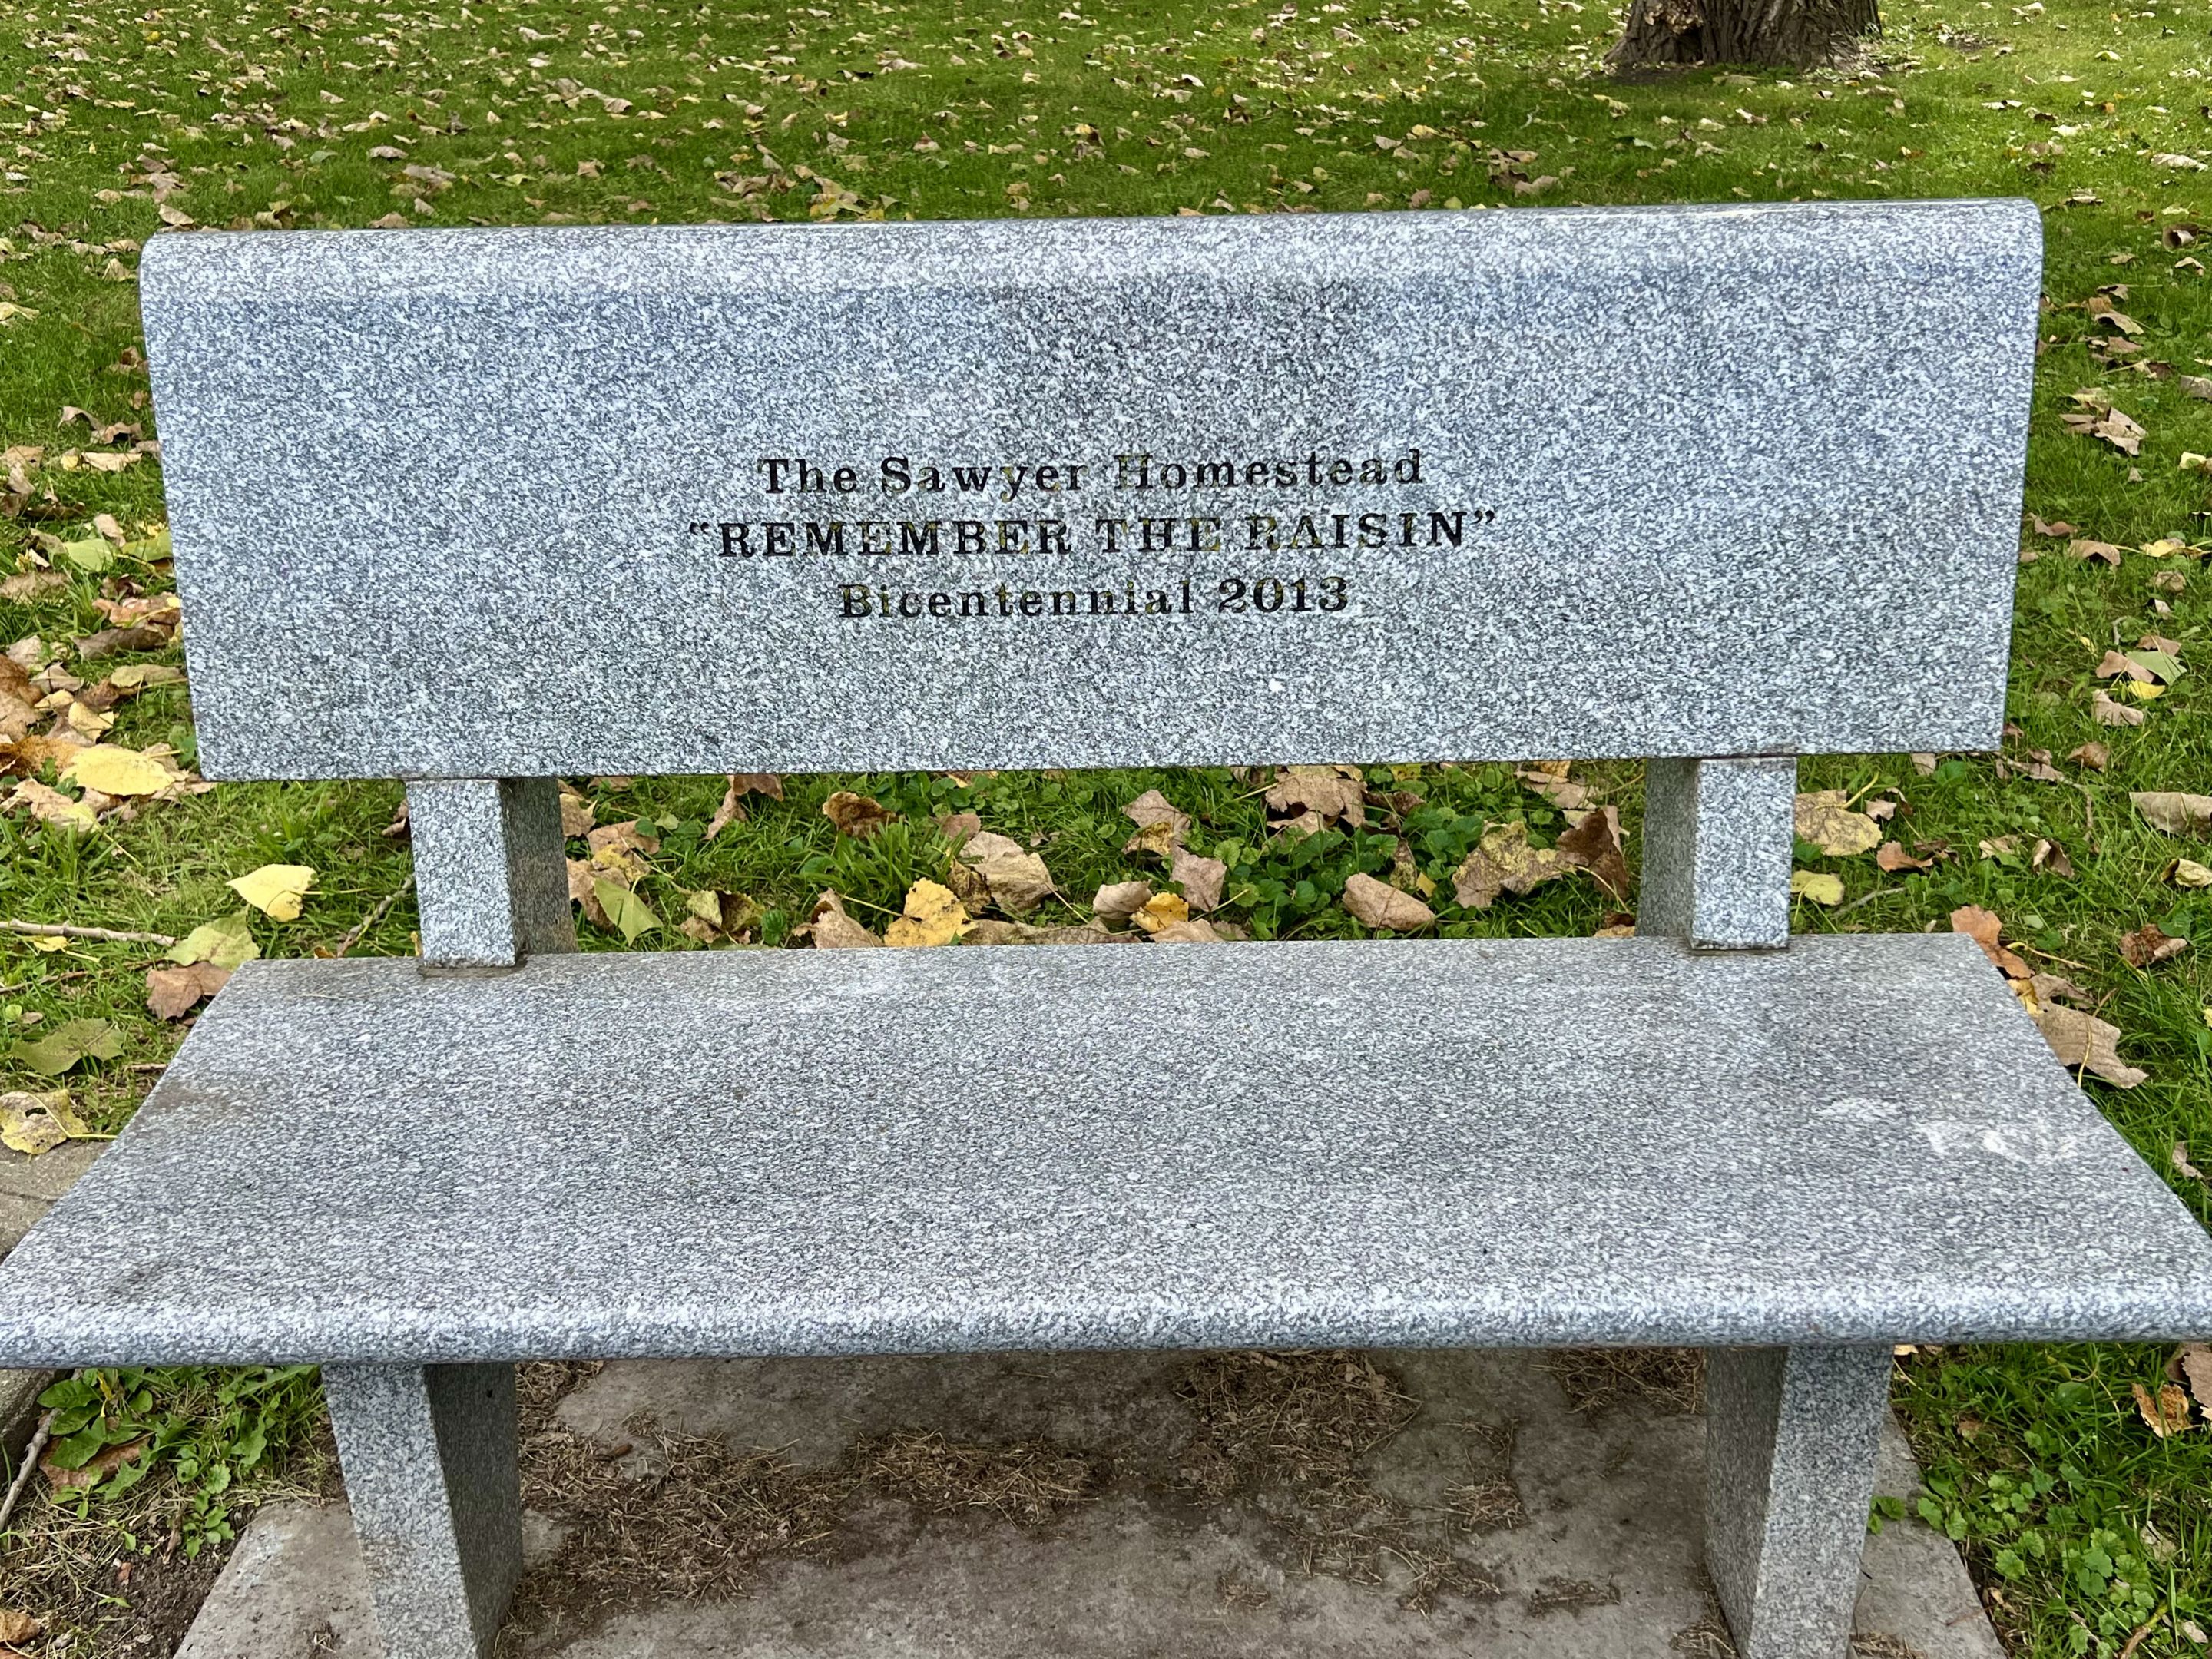 The Sawyer Homestead
“REMEMBER THE RAISIN”
Bicentennial 2013